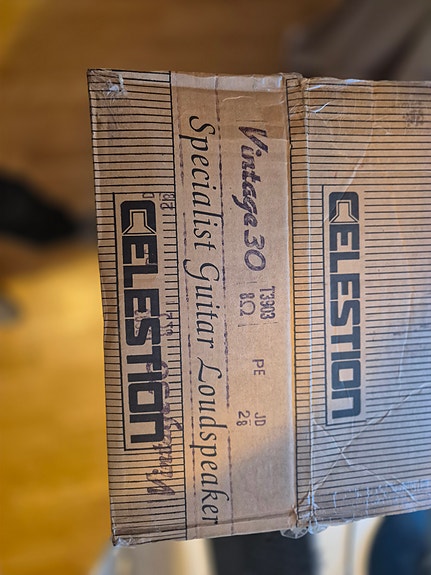 Vintage 30 T3903 PE JD
8Ω 28
Specialist Guitar Loudspeaker
CELESTION
CELESTION